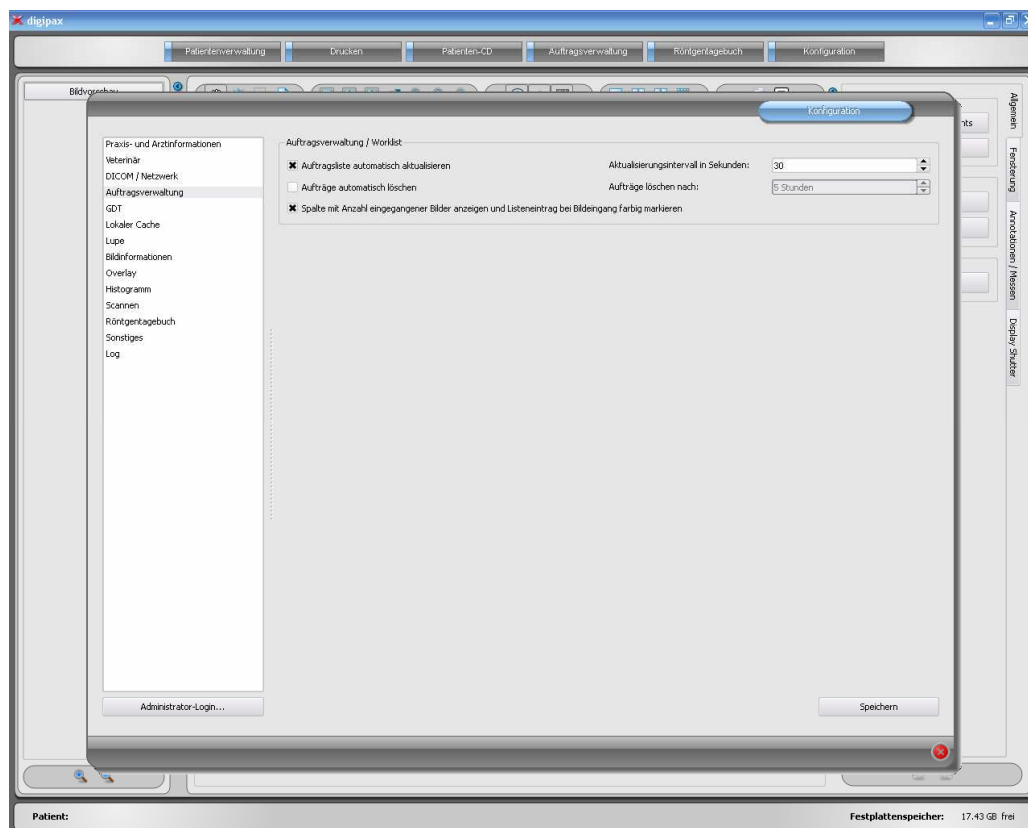 digipax
Patientenverwaltung
Drucken
Patienten-CD
Auftragsverwaltung
Röntgentagebuch
Konfiguration
Konfiguration
Praxis- und Arztinformationen
Veterinär
DICOM / Netzwerk
Auftragsverwaltung
GDT
Lokaler Cache
Lupe
Bildinformationen
Overlay
Histogramm
Scannen
Röntgentagebuch
Sonstiges
Log
Administrator-Login...
Auftragsverwaltung / Worklist
Auftragsliste automatisch aktualisieren
Aktualisierungsintervall in Sekunden:
30
Aufträge automatisch löschen
Aufträge löschen nach:
5 Stunden
Spalte mit Anzahl eingegangener Bilder anzeigen und Listeneintrag bei Bildeingang farbig markieren
Speichern
Allgemein
Fensterung
Annotationen / Messen
Display Shutter
Patient:
Festplattenspeicher: 17.43 GB frei